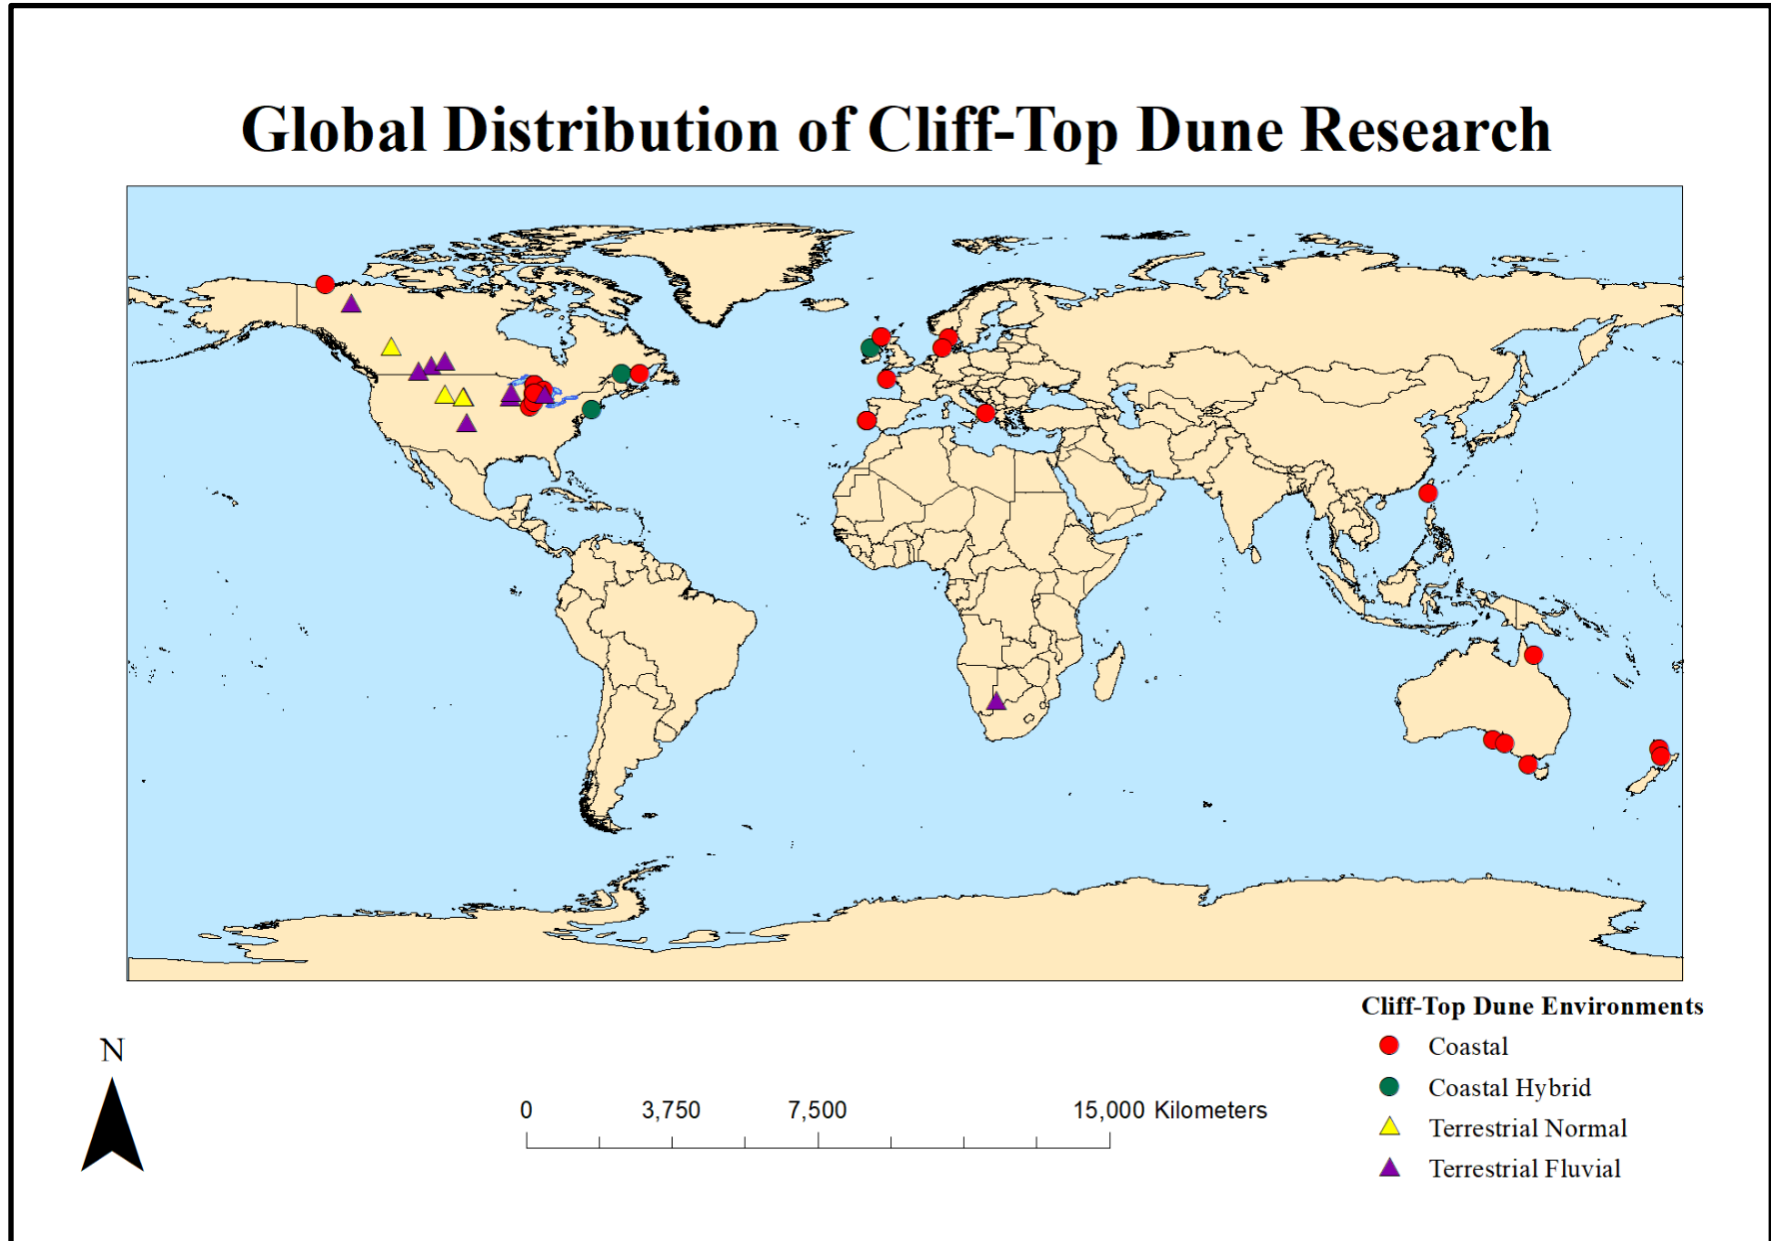 Global Distribution of Cliff-Top Dune Research
Cliff-Top Dune Environments
Coastal
Coastal Hybrid
Terrestrial Normal
Terrestrial Fluvial
N
0 3,750 7,500 15,000 Kilometers